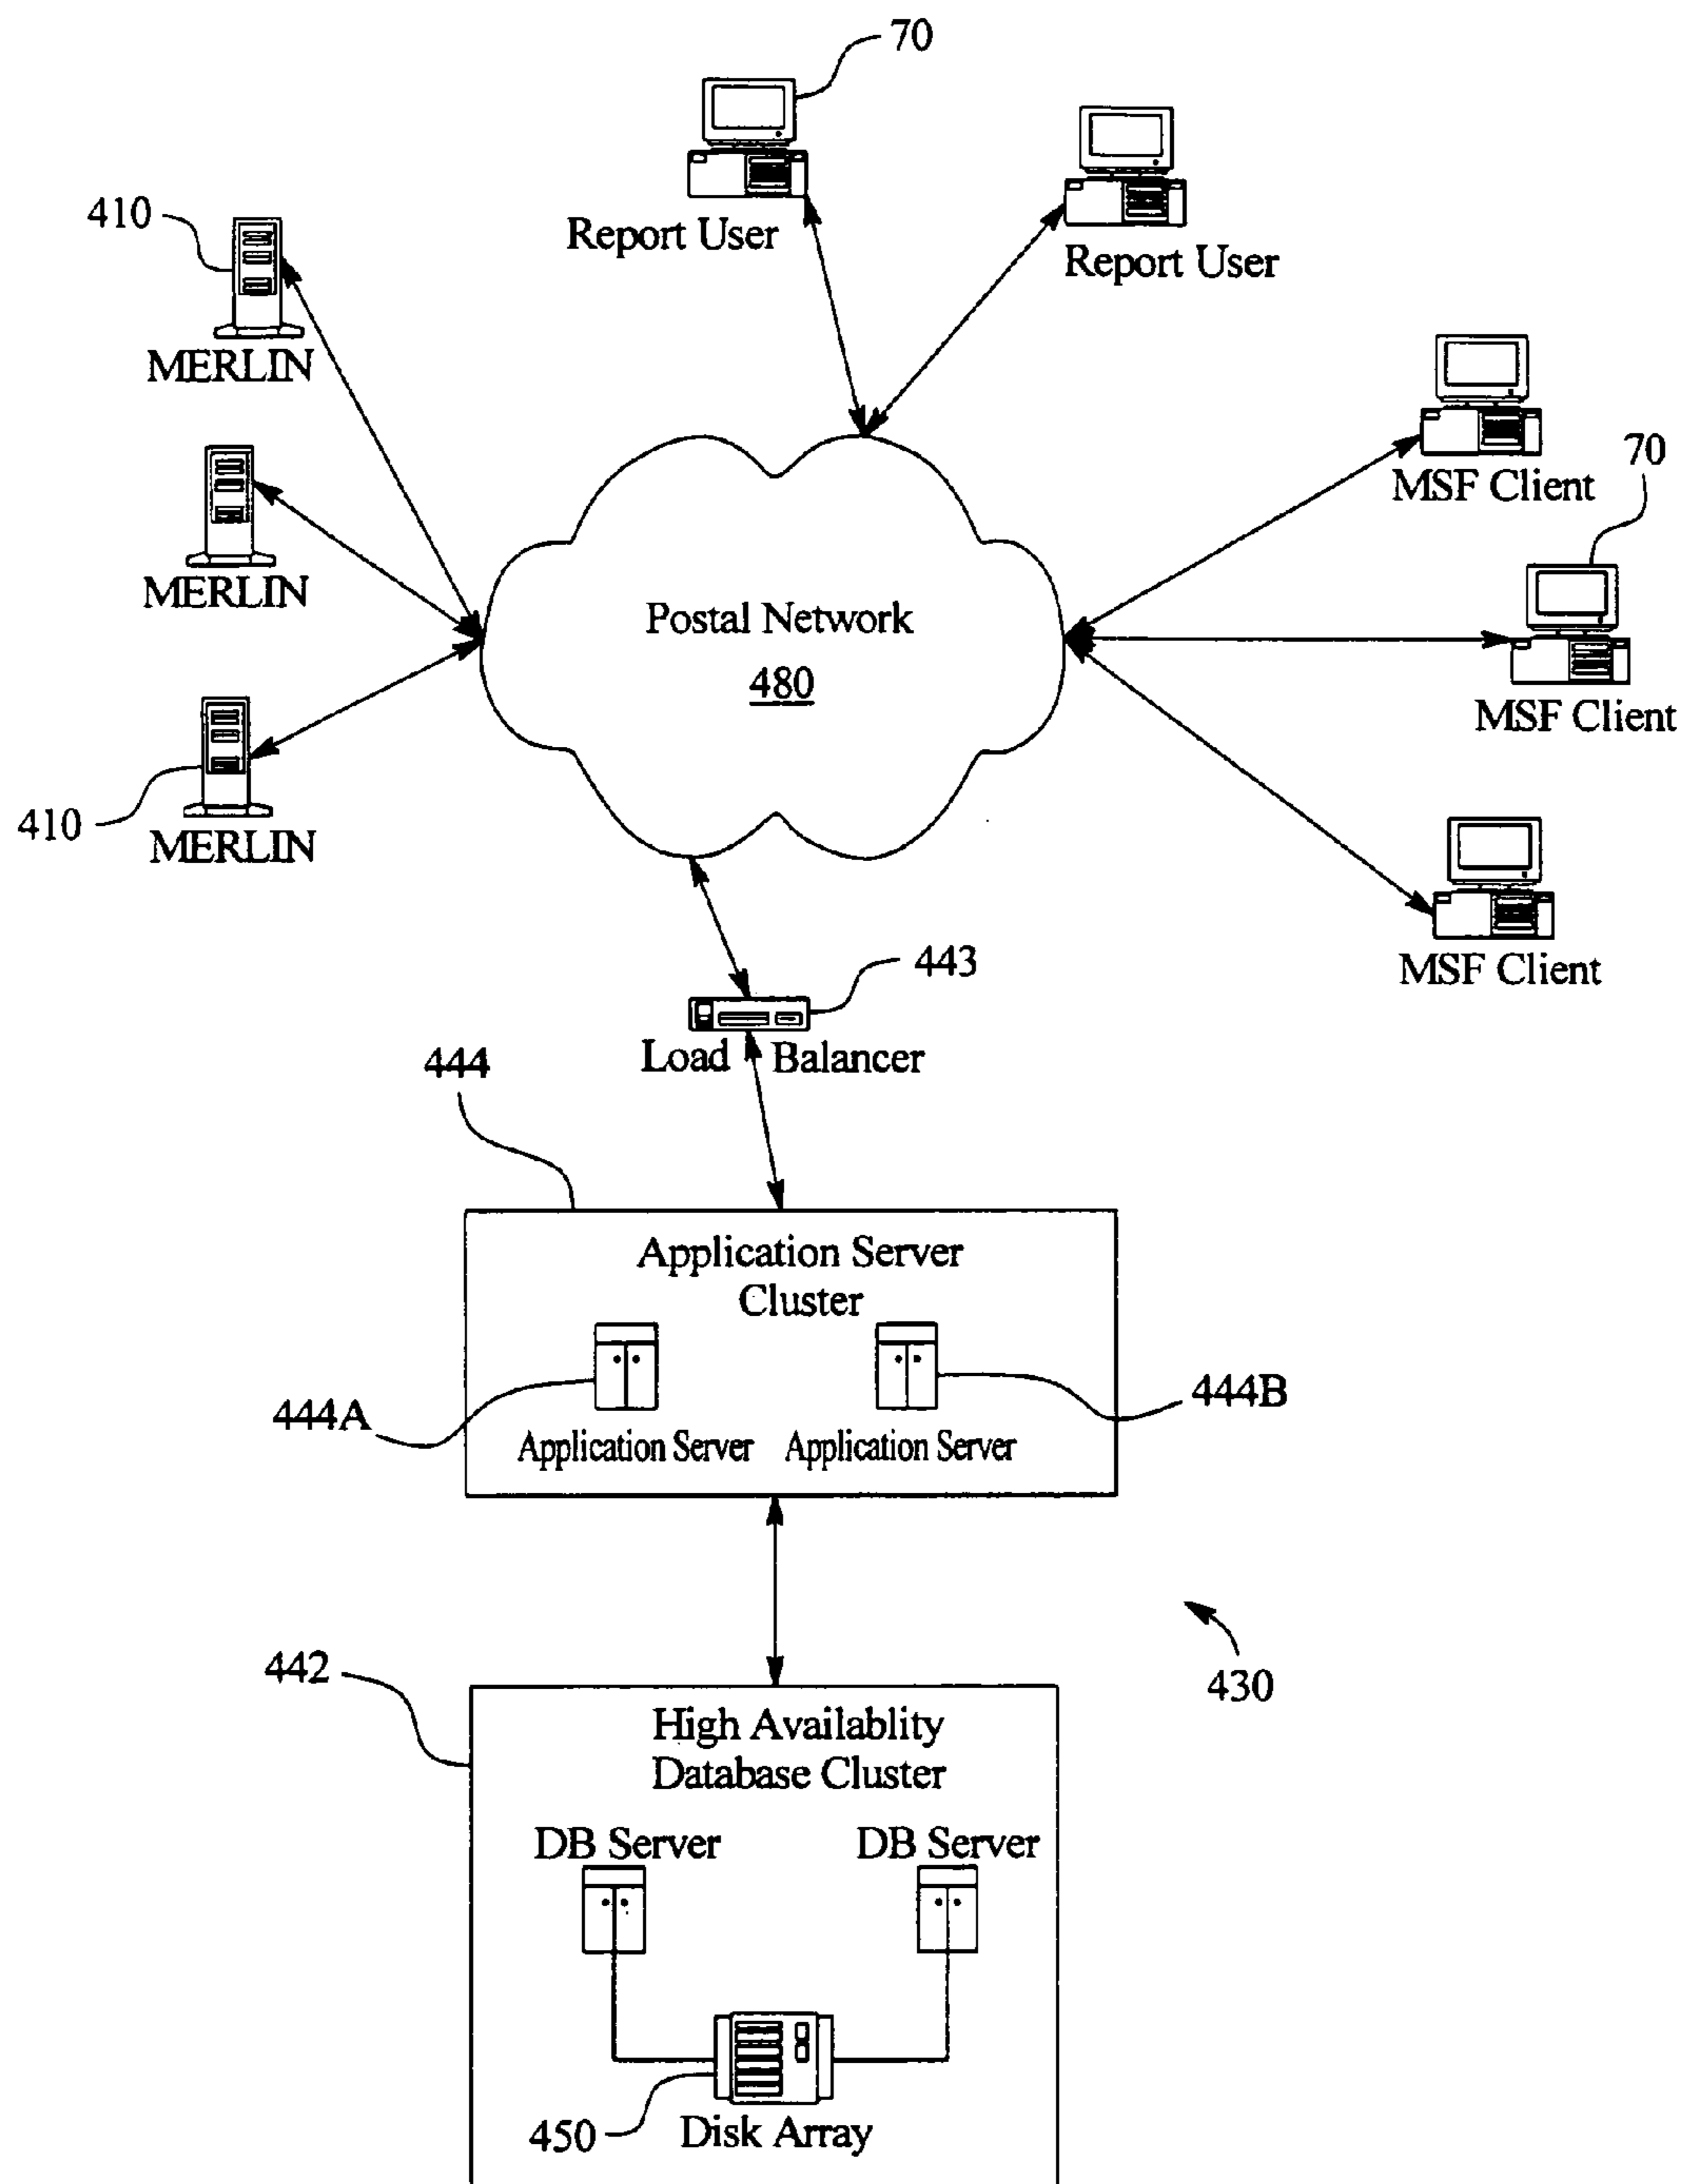 70
Report User
Report User
410
MERLIN
MERLIN
410
MERLIN
MSF Client
70
MSF Client
MSF Client
Postal Network
480
443
Load Balancer
444
Application Server
Cluster
444A
444B
Application Server
Application Server
430
442
High Availablity
Database Cluster
DB Server
DB Server
450
Disk Array